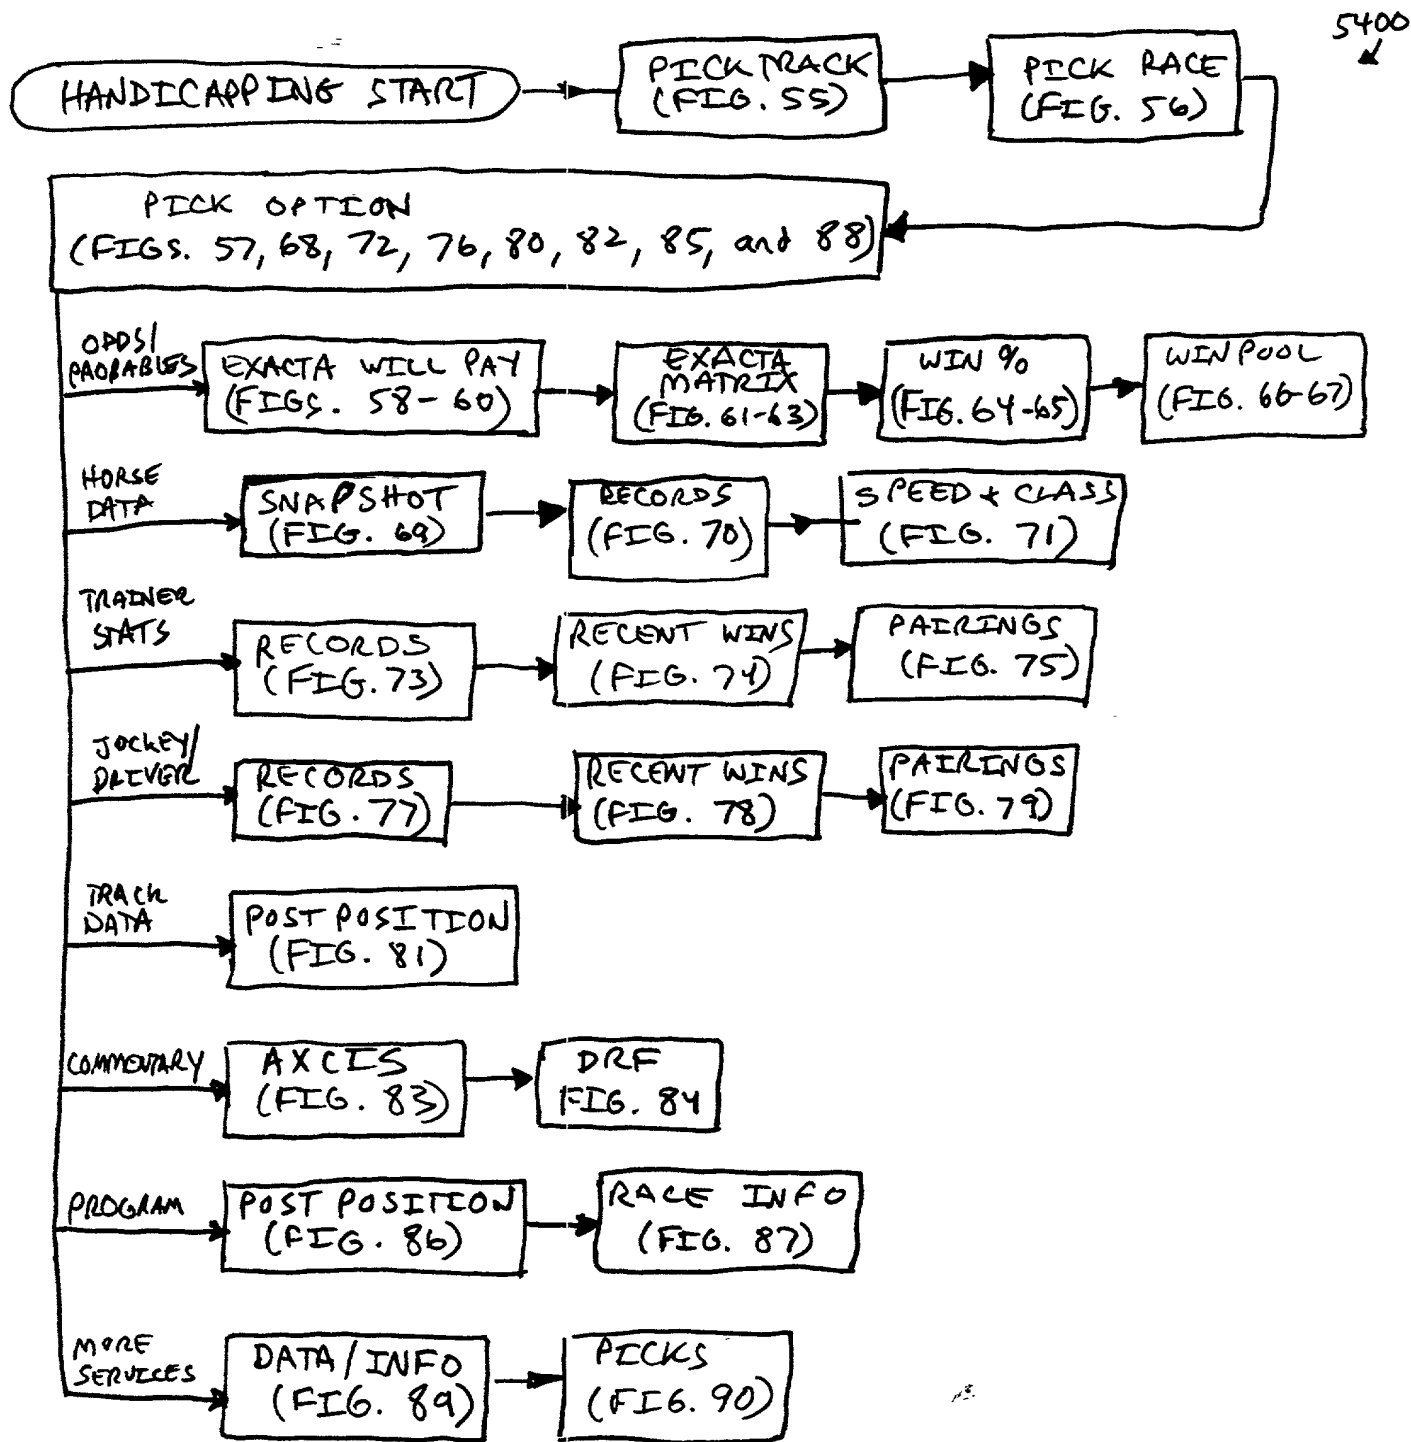 5400
HANDICAPPING START
PICK TRACK
(FIG. 55)
PICK RACE
(FIG. 56)
PICK OPTION
(FIGS. 57, 68, 72, 76, 80, 82, 85, and 88)
ODDS/
PROBABLES
EXACTA WILL PAY
(FIGS. 58-60)
EXACTA
MATRIX
(FIG. 61-63)
WIN %
(FIG. 64-65)
WIN POOL
(FIG. 66-67)
HORSE
DATA
SNAPSHOT
(FIG. 69)
RECORDS
(FIG. 70)
SPEED + CLASS
(FIG. 71)
TRAINER
STATS
RECORDS
(FIG. 73)
RECENT WINS
(FIG. 74)
PAIRINGS
(FIG. 75)
JOCKEY/
DRIVER
RECORDS
(FIG. 77)
RECENT WINS
(FIG. 78)
PAIRINGS
(FIG. 79)
TRACK
DATA
POST POSITION
(FIG. 81)
COMMENTARY
AXCIS
(FIG. 83)
DRF
FIG. 84
PROGRAM
POST POSITION
(FIG. 86)
RACE INFO
(FIG. 87)
MORE
SERVICES
DATA/INFO
(FIG. 89)
PICKS
(FIG. 90)